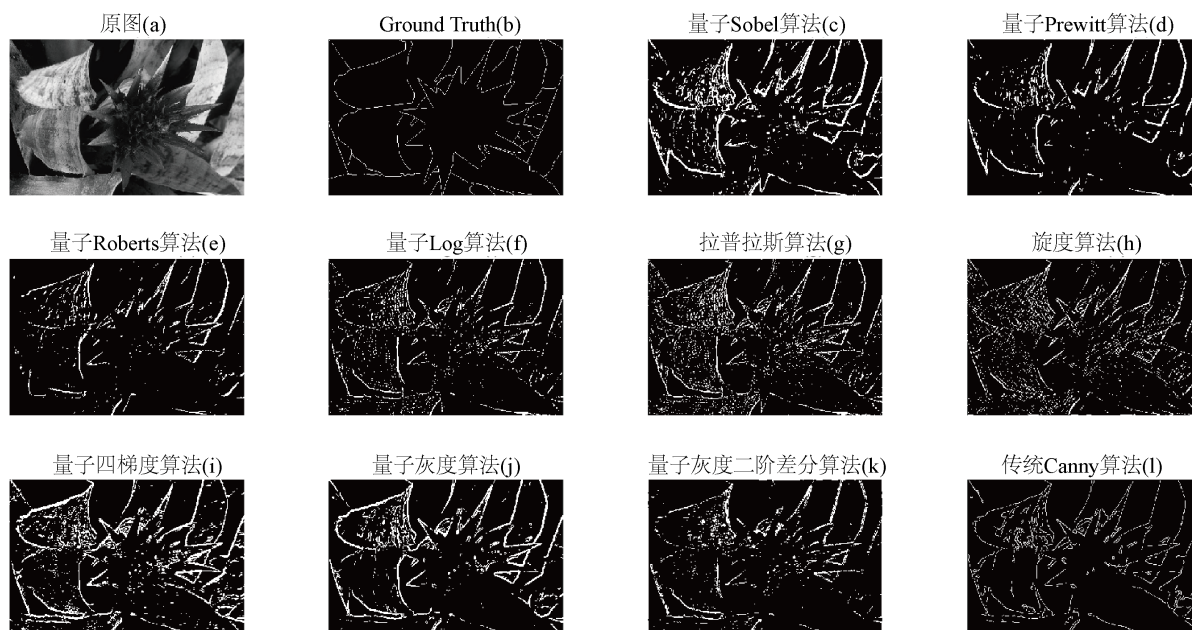 原图(a)
Ground Truth(b)
量子Sobel算法(c)
量子Prewitt算法(d)
量子Roberts算法(e)
量子Log算法(f)
拉普拉斯算法(g)
旋度算法(h)
量子四梯度算法(i)
量子灰度算法(j)
量子灰度二阶差分算法(k)
传统Canny算法(l)